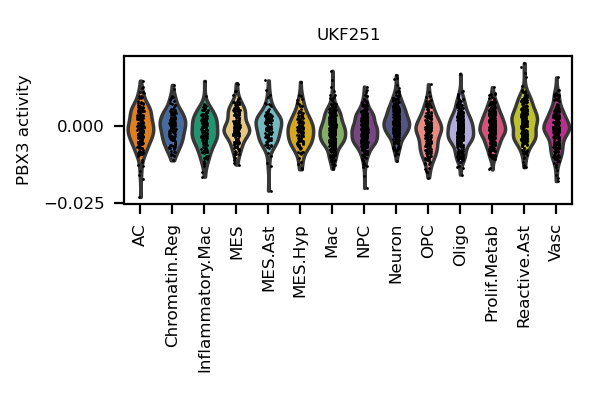 UKF251
PBX3 activity
0.000
−0.025
AC
Chromatin.Reg
Inflammatory.Mac
MES
MES.Ast
MES.Hyp
Mac
NPC
Neuron
OPC
Oligo
Prolif.Metab
Reactive.Ast
Vasc